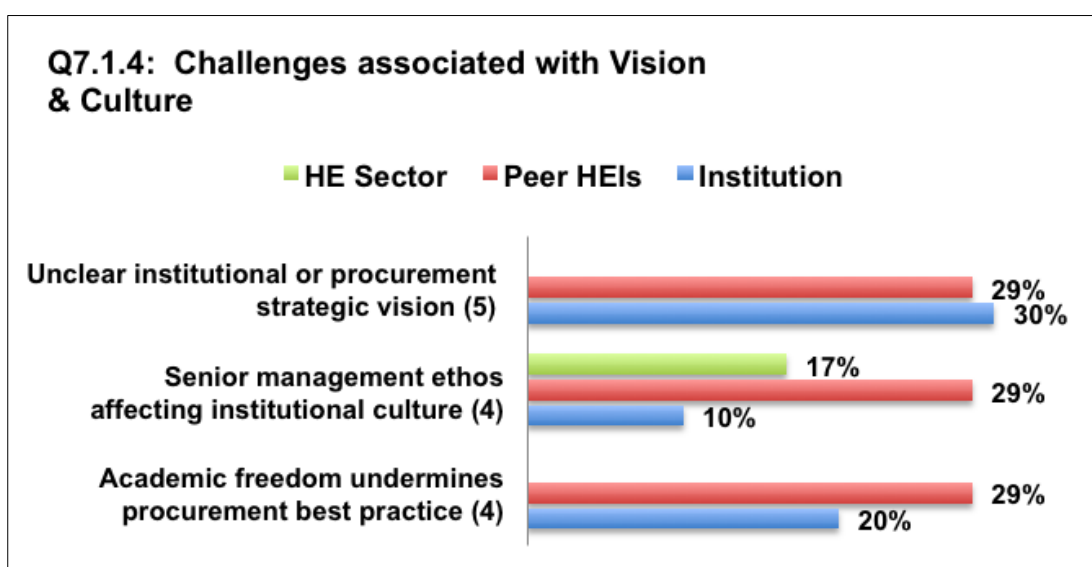 Q7.1.4:  Challenges associated with Vision
& Culture
HE Sector Peer HEIs Institution
Unclear institutional or procurement
strategic vision (5)
29%
30%
Senior management ethos
affecting institutional culture (4)
17%
29%
10%
Academic freedom undermines
procurement best practice (4)
29%
20%